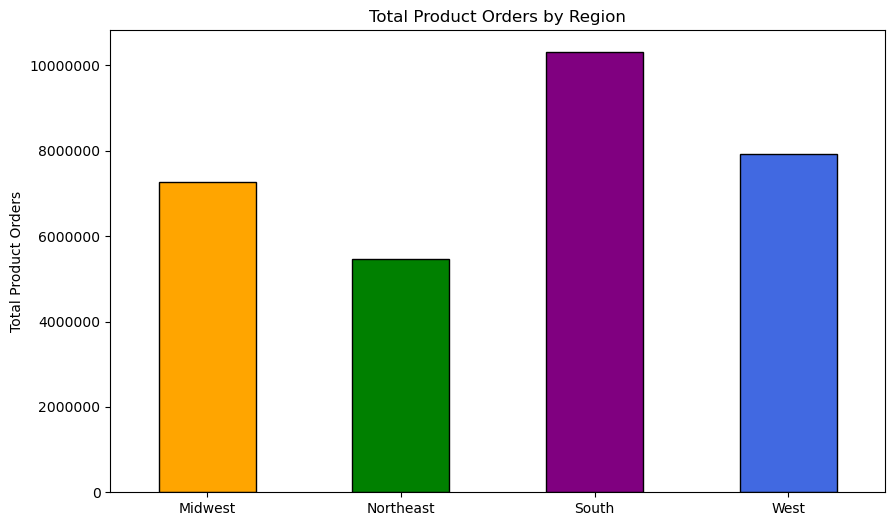 Total Product Orders by Region
Total Product Orders
10000000
8000000
6000000
4000000
2000000
0
Midwest Northeast South West